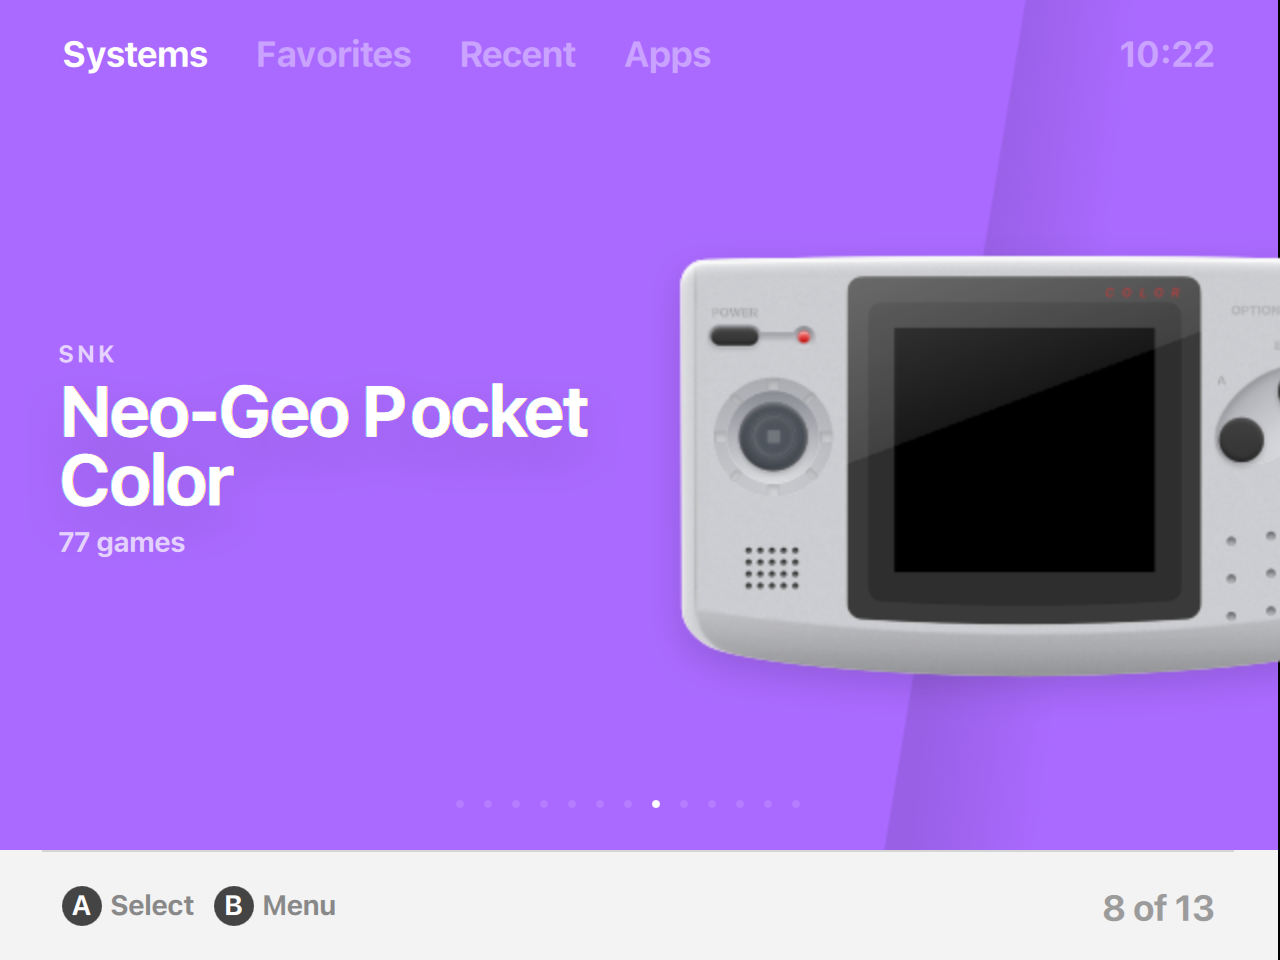 Systems Favorites Recent Apps 10:22
COLOR
POWER
OPTION
SNK
A
Neo-Geo Pocket
Color
77 games
A Select B Menu
8 of 13